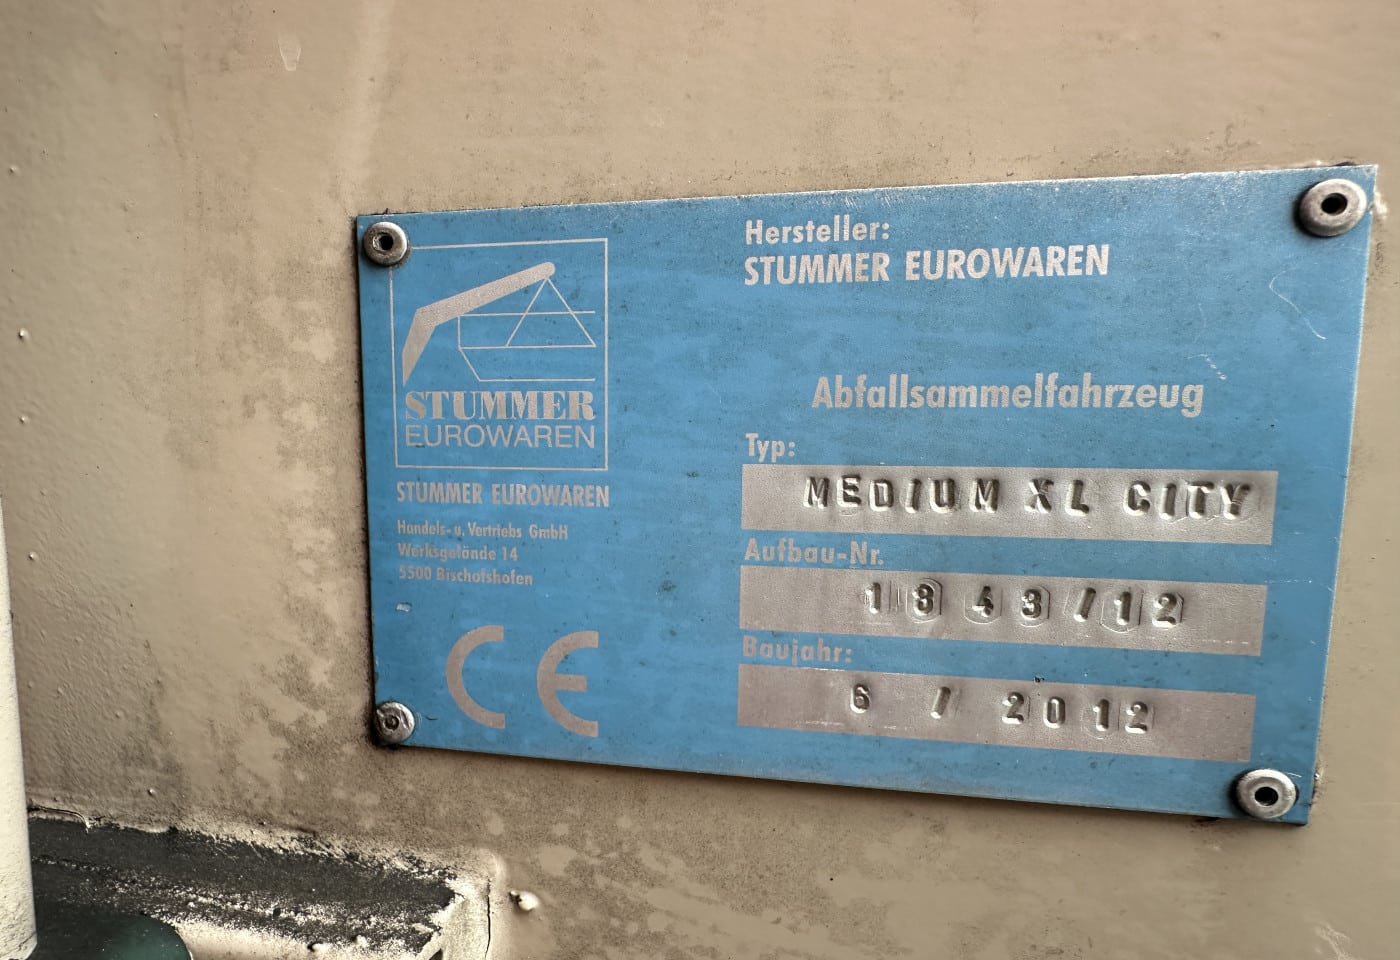 STUMMER
EUROWAREN
STUMMER EUROWAREN
Handels- u. Vertriebs GmbH
Werksgelände 14
5500 Bischofshofen
CE
Hersteller:
STUMMER EUROWAREN
Abfallsammelfahrzeug
Typ:
MEDIUM XL CITY
Aufbau-Nr.
1843/12
Baujahr:
6 / 2012